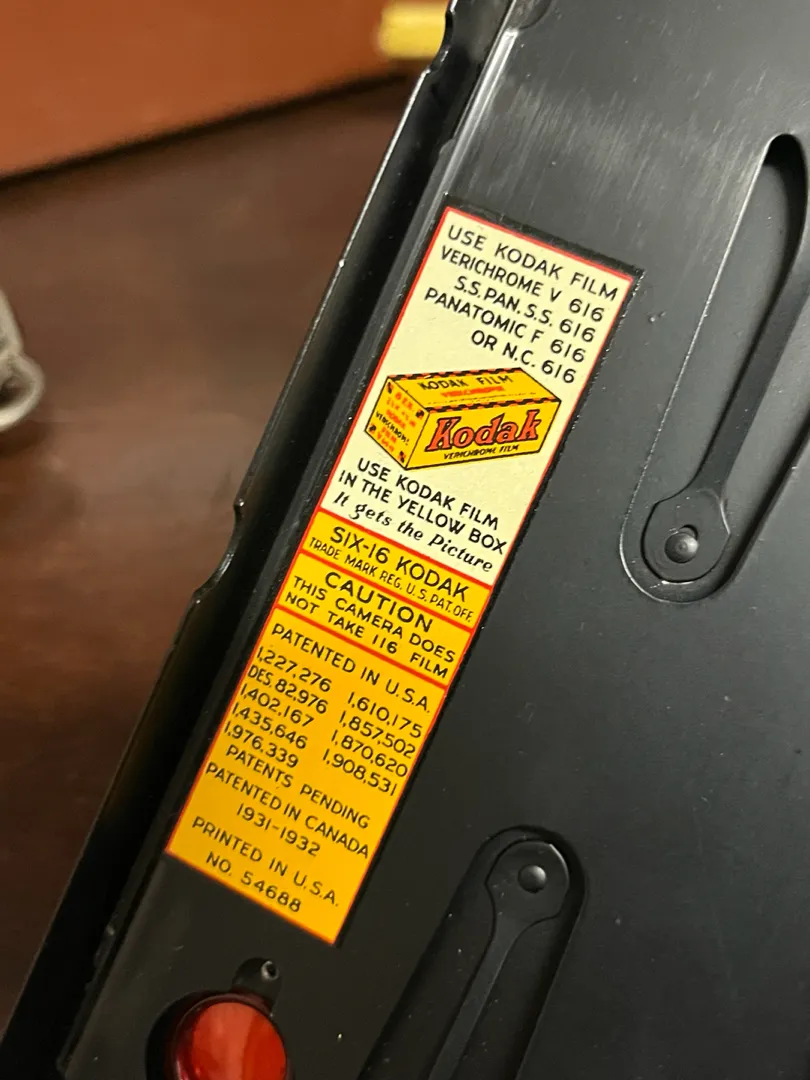 USE KODAK FILM
VERICHROME V 616
S.S. PAN. S.S. 616
PANATOMIC F 616
OR N.C. 616
KODAK FILM
VERICHROME
VERICHROME
Kodak
VERICHROME FILM
USE KODAK FILM
IN THE YELLOW BOX
It gets the Picture
SIX-16 KODAK
TRADE MARK REG. U.S. PAT. OFF.
CAUTION
THIS CAMERA DOES
NOT TAKE 116 FILM
PATENTED IN U.S.A.
1,227,276 1,610,175
DES. 82976 1,857,502
1,402,167 1,870,620
1,435,646 1,908,531
1,976,339
PATENTS PENDING
PATENTED IN CANADA
1931-1932
PRINTED IN U.S.A.
NO. 54688